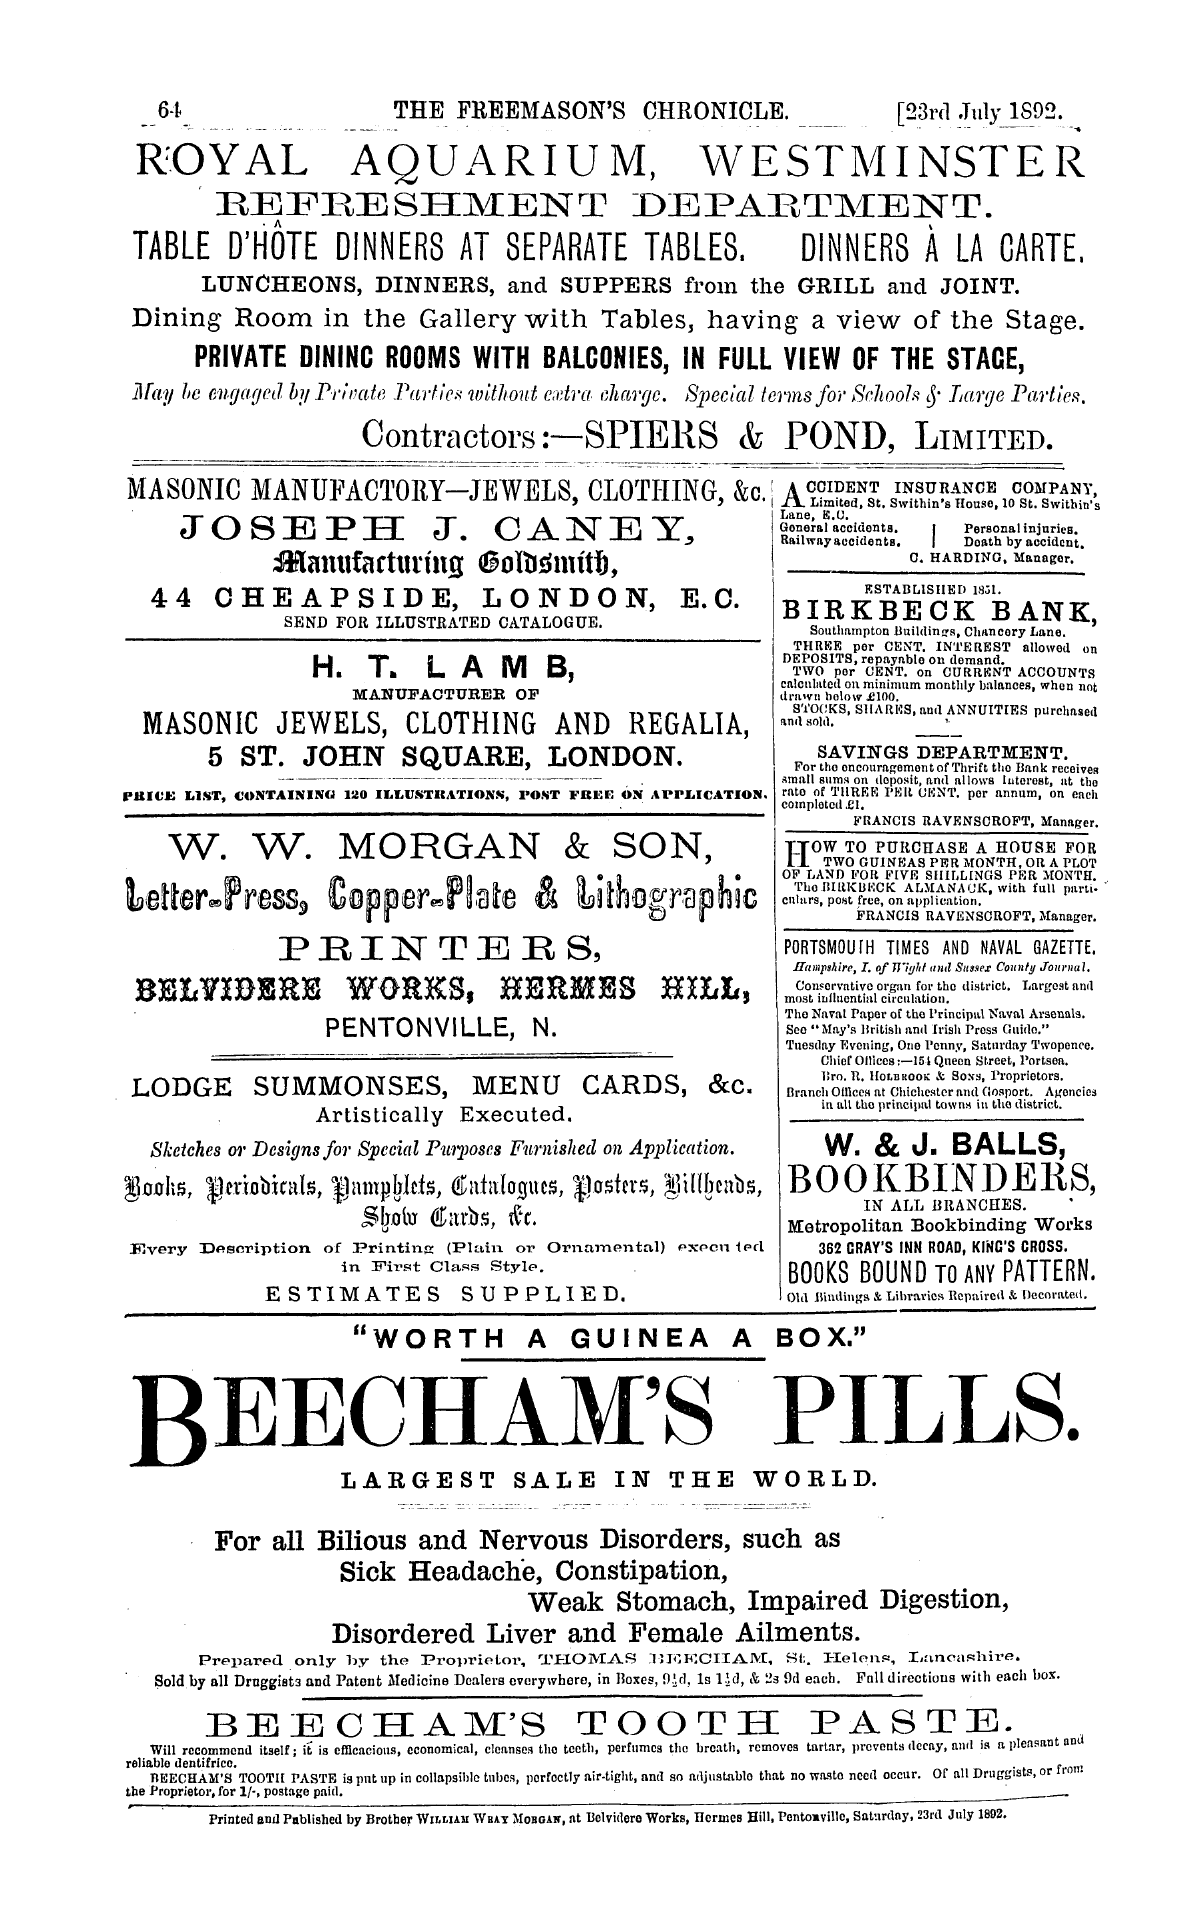 64 THE FREEMASON'S CHRONICLE. [23rd July 1892.
ROYAL AQUARIUM, WESTMINSTER
REFRESHMENT DEPARTMENT.
TABLE D'HÔTE DINNERS AT SEPARATE TABLES. DINNERS À LA CARTE.
LUNCHEONS, DINNERS, and SUPPERS from the GRILL and JOINT.
Dining Room in the Gallery with Tables, having a view of the Stage.
PRIVATE DINING ROOMS WITH BALCONIES, IN FULL VIEW OF THE STAGE,
May be engaged by Private Parties without extra charge. Special terms for Schools & Large Parties.
Contractors:—SPIERS & POND, LIMITED.
MASONIC MANUFACTORY—JEWELS, CLOTHING, &c.
JOSEPH J. CANEY,
Manufacturing Goldsmith,
44 CHEAPSIDE, LONDON, E.C.
SEND FOR ILLUSTRATED CATALOGUE.
H. T. LAMB,
MANUFACTURER OF
MASONIC JEWELS, CLOTHING AND REGALIA,
5 ST. JOHN SQUARE, LONDON.
PRICE LIST, CONTAINING 120 ILLUSTRATIONS, POST FREE ON APPLICATION.
W. W. MORGAN & SON,
Letter-Press, Copper-Plate & Lithographic
PRINTERS,
BELVIDERE WORKS, HERMES HILL,
PENTONVILLE, N.
LODGE SUMMONSES, MENU CARDS, &c.
Artistically Executed.
Sketches or Designs for Special Purposes Furnished on Application.
Books, Periodicals, Pamphlets, Catalogues, Posters, Billheads,
Show Cards, &c.
Every Description of Printing (Plain or Ornamental) executed
in First Class Style.
ESTIMATES SUPPLIED.
ACCIDENT INSURANCE COMPANY,
Limited, St. Swithin's House, 10 St. Swithin's
Lane, E.C.
General accidents. | Personal injuries.
Railway accidents. | Death by accident.
C. HARDING, Manager.
ESTABLISHED 1851.
BIRKBECK BANK,
Southampton Buildings, Chancery Lane.
THREE per CENT. INTEREST allowed on
DEPOSITS, repayable on demand.
TWO per CENT. on CURRENT ACCOUNTS
calculated on minimum monthly balances, when not
drawn below £100.
STOCKS, SHARES, and ANNUITIES purchased
and sold.
SAVINGS DEPARTMENT.
For the encouragement of Thrift the Bank receives
small sums on deposit, and allows Interest, at the
rate of THREE PER CENT. per annum, on each
completed £1.
FRANCIS RAVENSCROFT, Manager.
HOW TO PURCHASE A HOUSE FOR
TWO GUINEAS PER MONTH, OR A PLOT
OF LAND FOR FIVE SHILLINGS PER MONTH.
The BIRKBECK ALMANACK, with full parti-
culars, post free, on application.
FRANCIS RAVENSCROFT, Manager.
PORTSMOUTH TIMES AND NAVAL GAZETTE.
Hampshire, I. of Wight and Sussex County Journal.
Conservative organ for the district. Largest and
most influential circulation.
The Naval Paper of the Principal Naval Arsenals.
See "May's British and Irish Press Guide."
Tuesday Evening, One Penny, Saturday Twopence.
Chief Offices:—154 Queen Street, Portsea.
Bro. R. HOLBROOK & SONS, Proprietors.
Branch Offices at Chichester and Gosport. Agencies
in all the principal towns in the district.
W. & J. BALLS,
BOOKBINDERS,
IN ALL BRANCHES.
Metropolitan Bookbinding Works
362 GRAY'S INN ROAD, KING'S CROSS.
BOOKS BOUND TO ANY PATTERN.
Old Bindings & Libraries Repaired & Decorated.
"WORTH A GUINEA A BOX."
BEECHAM'S PILLS.
LARGEST SALE IN THE WORLD.
For all Bilious and Nervous Disorders, such as
Sick Headache, Constipation,
Weak Stomach, Impaired Digestion,
Disordered Liver and Female Ailments.
Prepared only by the Proprietor, THOMAS BEECHAM, St. Helens, Lancashire.
Sold by all Druggists and Patent Medicine Dealers everywhere, in Boxes, 9½d, 1s 1½d, & 2s 9d each. Full directions with each box.
BEECHAM'S TOOTH PASTE.
Will recommend itself; it is efficacious, economical, cleanses the teeth, perfumes the breath, removes tartar, prevents decay, and is a pleasant and
reliable dentifrice.
BEECHAM'S TOOTH PASTE is put up in collapsible tubes, perfectly air-tight, and so adjustable that no waste need occur. Of all Druggists, or from
the Proprietor, for 1/-, postage paid.
Printed and Published by Brother WILLIAM WRAY MORGAN, at Belvidere Works, Hermes Hill, Pentonville, Saturday, 23rd July 1892.